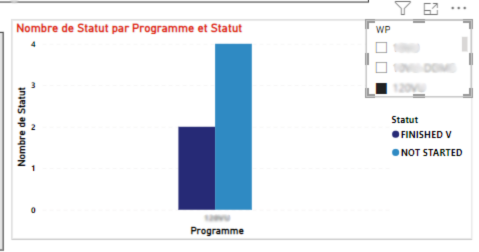 Nombre de Statut par Programme et Statut
WP
4
3
2
1
0
Nombre de Statut
Statut
FINISHED V
NOT STARTED
Programme